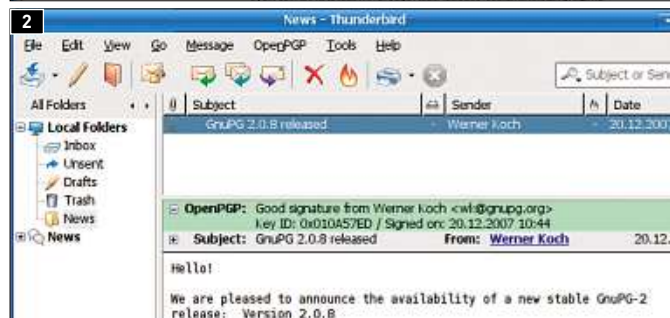 2
News - Thunderbird
File Edit View Go Message OpenPGP Tools Help
Subject or Sen
All Folders Subject Sender Date
Local Folders
GnuPG 2.0.8 released Werner Koch 20.12.200
Inbox
Unsent
Drafts
Trash
News
News
OpenPGP: Good signature from Werner Koch <wk@gnupg.org>
Key ID: 0x010A57ED / Signed on: 20.12.2007 10:44
Subject: GnuPG 2.0.8 released From: Werner Koch 20.12.
Hello!
We are pleased to announce the availability of a new stable GnuPG-2
release: Version 2.0.8